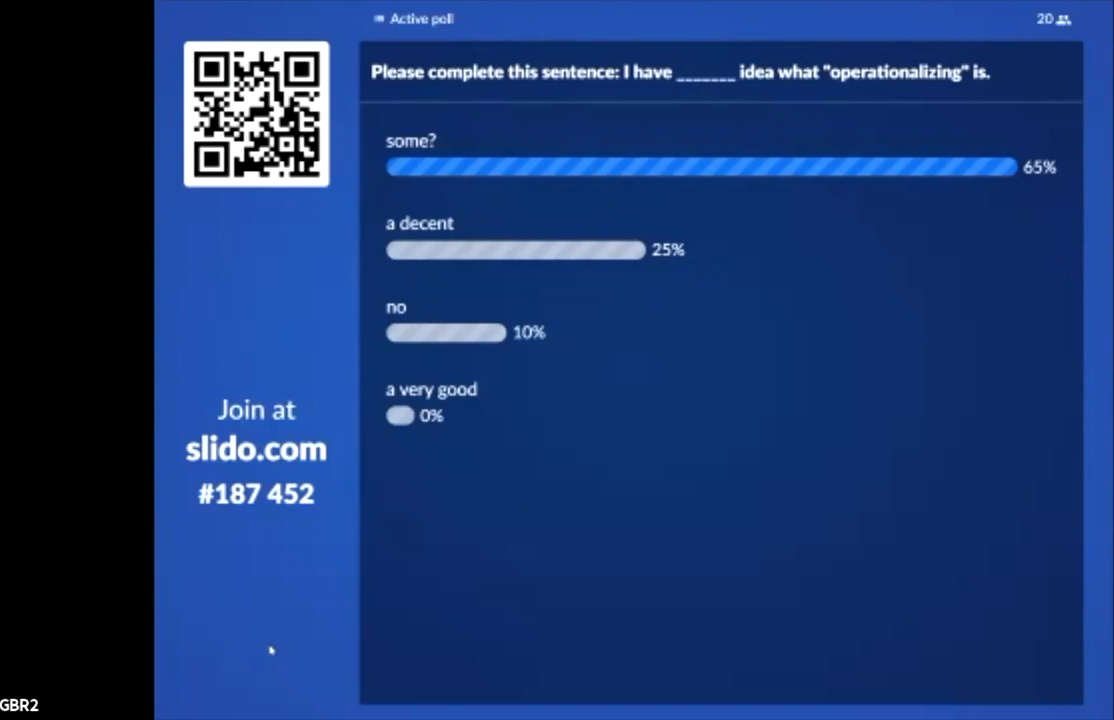 Active poll
20
Please complete this sentence: I have _______ idea what "operationalizing" is.
some?
65%
a decent
25%
no
10%
a very good
0%
Join at
slido.com
#187 452
GBR2